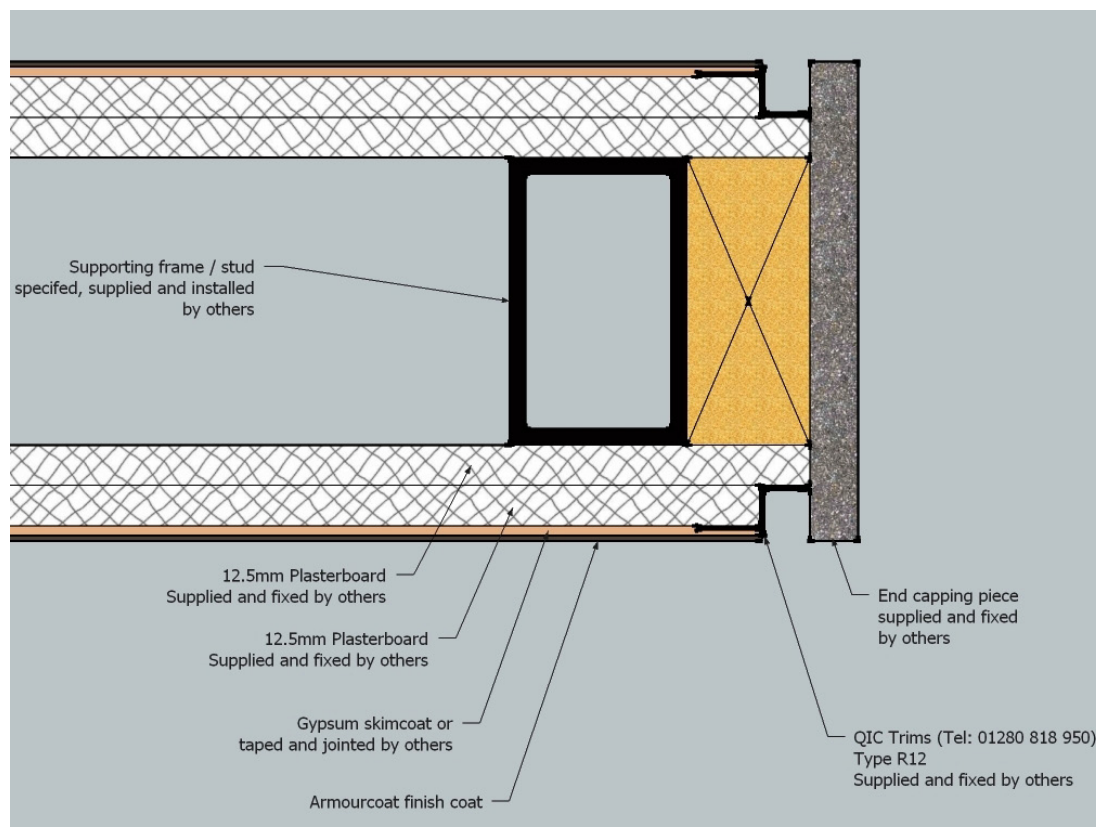 Supporting frame / stud
specifed, supplied and installed
by others
12.5mm Plasterboard
Supplied and fixed by others
12.5mm Plasterboard
Supplied and fixed by others
Gypsum skimcoat or
taped and jointed by others
Armourcoat finish coat
End capping piece
supplied and fixed
by others
QIC Trims (Tel: 01280 818 950)
Type R12
Supplied and fixed by others